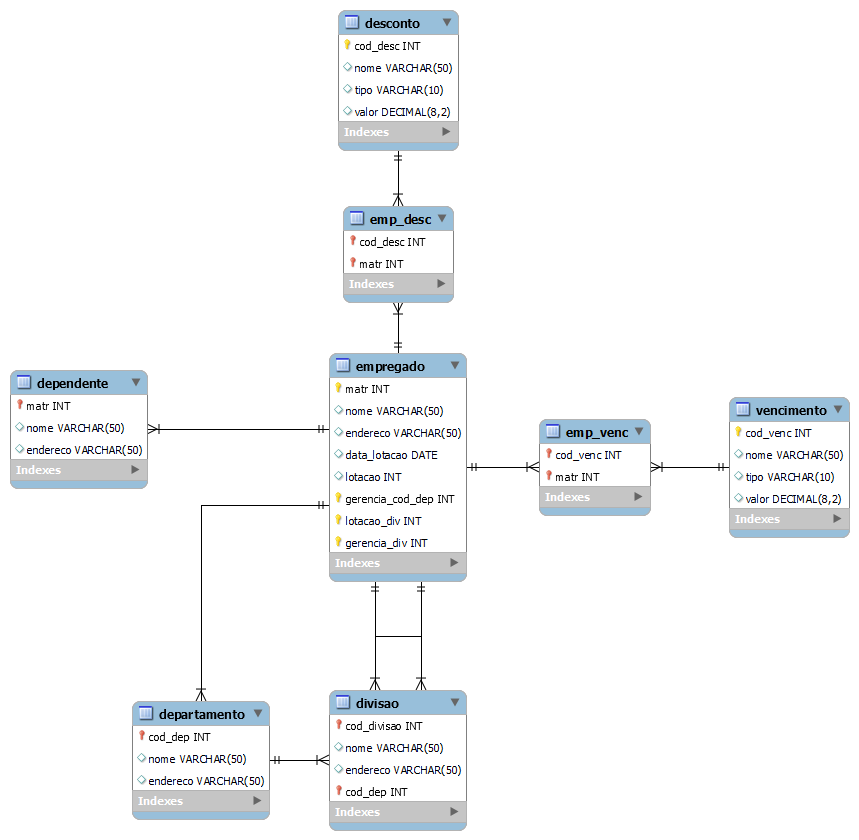 desconto
cod_desc INT
nome VARCHAR(50)
tipo VARCHAR(10)
valor DECIMAL(8,2)
Indexes
emp_desc
cod_desc INT
matr INT
Indexes
empregado
matr INT
nome VARCHAR(50)
endereco VARCHAR(50)
data_lotacao DATE
lotacao INT
gerencia_cod_dep INT
lotacao_div INT
gerencia_div INT
Indexes
dependente
matr INT
nome VARCHAR(50)
endereco VARCHAR(50)
Indexes
emp_venc
cod_venc INT
matr INT
Indexes
vencimento
cod_venc INT
nome VARCHAR(50)
tipo VARCHAR(10)
valor DECIMAL(8,2)
Indexes
departamento
cod_dep INT
nome VARCHAR(50)
endereco VARCHAR(50)
Indexes
divisao
cod_divisao INT
nome VARCHAR(50)
endereco VARCHAR(50)
cod_dep INT
Indexes